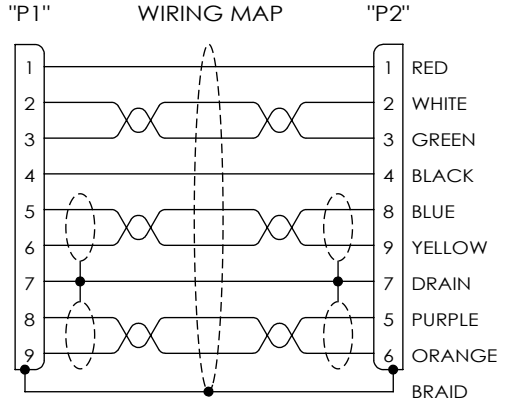 "P1" WIRING MAP "P2"
1 1 RED
2 2 WHITE
3 3 GREEN
4 4 BLACK
5 8 BLUE
6 9 YELLOW
7 7 DRAIN
8 5 PURPLE
9 6 ORANGE
BRAID